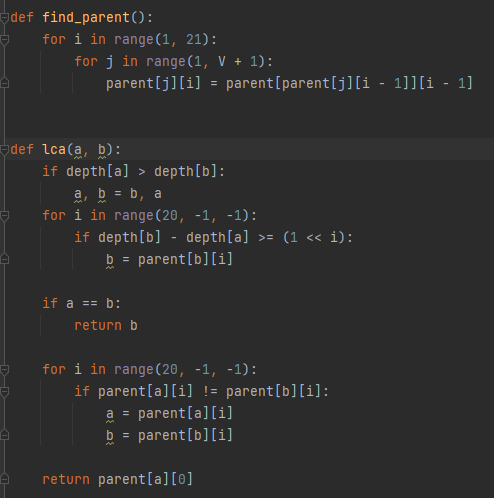 def find_parent():
    for i in range(1, 21):
        for j in range(1, V + 1):
            parent[j][i] = parent[parent[j][i - 1]][i - 1]
def lca(a, b):
    if depth[a] > depth[b]:
        a, b = b, a
    for i in range(20, -1, -1):
        if depth[b] - depth[a] >= (1 << i):
            b = parent[b][i]
    if a == b:
        return b
    for i in range(20, -1, -1):
        if parent[a][i] != parent[b][i]:
            a = parent[a][i]
            b = parent[b][i]
    return parent[a][0]